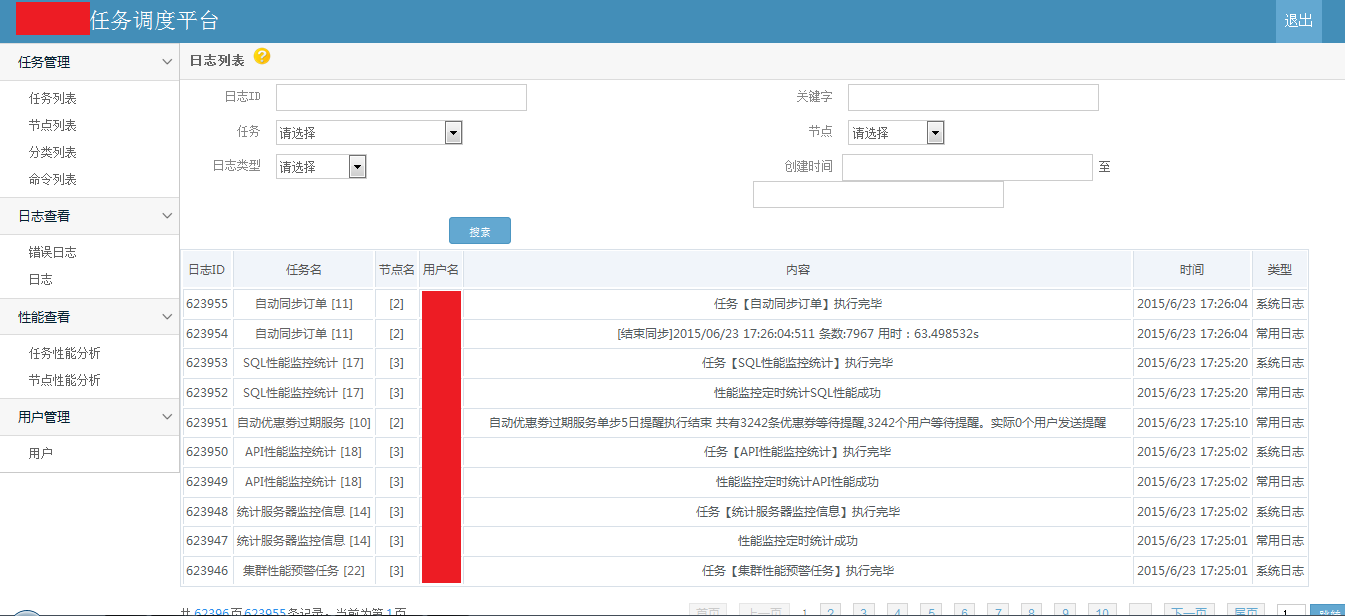 任务调度平台
退出
任务管理
任务列表
节点列表
分类列表
命令列表
日志查看
错误日志
日志
性能查看
任务性能分析
节点性能分析
用户管理
用户
日志列表 ?
日志ID 关键字
任务 请选择 节点 请选择
日志类型 请选择 创建时间 至
搜索
日志ID 任务名 节点名 用户名 内容 时间 类型
623955 自动同步订单 [11] [2] 任务【自动同步订单】执行完毕 2015/6/23 17:26:04 系统日志
623954 自动同步订单 [11] [2] [结束同步]2015/06/23 17:26:04:511 条数:7967 用时：63.498532s 2015/6/23 17:26:04 常用日志
623953 SQL性能监控统计 [17] [3] 任务【SQL性能监控统计】执行完毕 2015/6/23 17:25:20 系统日志
623952 SQL性能监控统计 [17] [3] 性能监控定时统计SQL性能成功 2015/6/23 17:25:20 常用日志
623951 自动优惠券过期服务 [10] [2] 自动优惠券过期服务单步5日提醒执行结束 共有3242条优惠券等待提醒,3242个用户等待提醒。实际0个用户发送提醒 2015/6/23 17:25:10 常用日志
623950 API性能监控统计 [18] [3] 任务【API性能监控统计】执行完毕 2015/6/23 17:25:02 系统日志
623949 API性能监控统计 [18] [3] 性能监控定时统计API性能成功 2015/6/23 17:25:02 常用日志
623948 统计服务器监控信息 [14] [3] 任务【统计服务器监控信息】执行完毕 2015/6/23 17:25:02 系统日志
623947 统计服务器监控信息 [14] [3] 性能监控定时统计成功 2015/6/23 17:25:01 常用日志
623946 集群性能预警任务 [22] [3] 任务【集群性能预警任务】执行完毕 2015/6/23 17:25:01 系统日志
共 62396页 623955条记录，当前为第1页 首页 上一页 1 2 3 4 5 6 7 8 9 10 ... 下一页 尾页 1 跳转